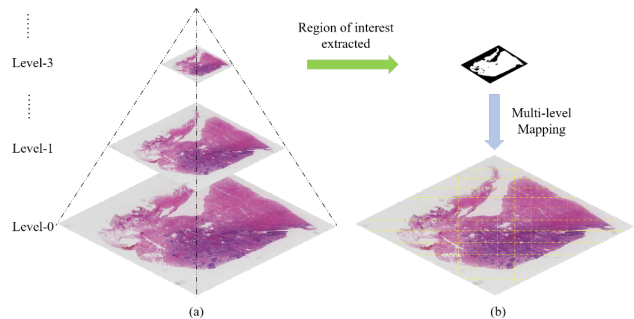 Level-3
Level-1
Level-0
(a)
Region of interest
extracted
Multi-level
Mapping
(b)